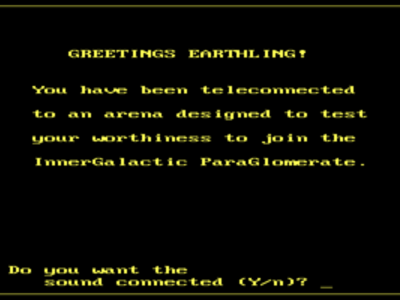 GREETINGS EARTHLING!
You have been teleconnected
to an arena designed to test
your worthiness to join the
InnerGalactic ParaGlomerate.
Do you want the
sound connected (Y/n)? _